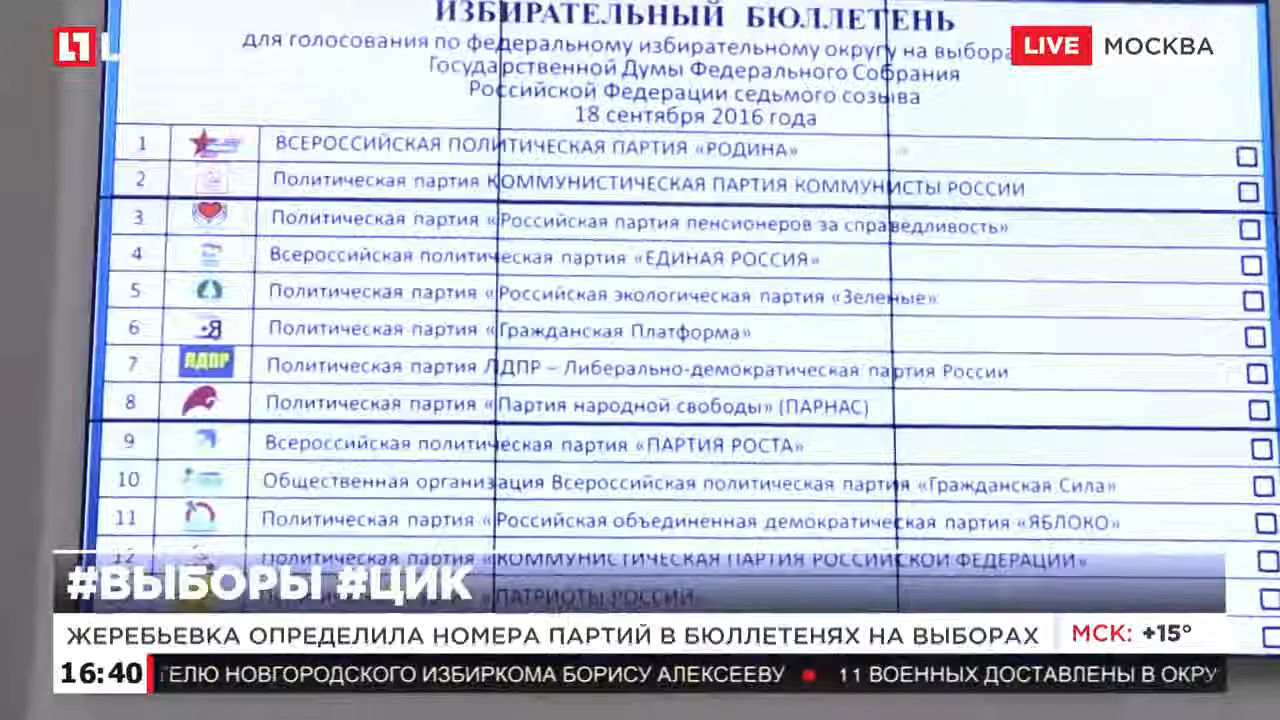 ИЗБИРАТЕЛЬНЫЙ БЮЛЛЕТЕНЬ
для голосования по федеральному избирательному округу на
LIVE МОСКВА
Государственной Думы Федерального Собрания
Российской Федерации седьмого созыва
18 сентября 2016 года
1 ВСЕРОССИЙСКАЯ ПОЛИТИЧЕСКАЯ ПАРТИЯ «РОДИНА»
2 Политическая партия КОММУНИСТИЧЕСКАЯ ПАРТИЯ КОММУНИСТЫ РОССИИ
3 Политическая партия «Российская партия пенсионеров за справедливость»
4 Всероссийская политическая партия «ЕДИНАЯ РОССИЯ»
5 Политическая партия «Российская экологическая партия «Зеленые»
6 +Я Политическая партия «Гражданская Платформа»
7 ЛДПР Политическая партия ЛДПР – Либерально-демократическая партия России
8 Политическая партия «Партия народной свободы» (ПАРНАС)
9 Всероссийская политическая партия «ПАРТИЯ РОСТА»
10 Общественная организация Всероссийская политическая партия «Гражданская Сила»
11 Политическая партия «Российская объединенная демократическая партия «ЯБЛОКО»
12 Политическая партия «КОММУНИСТИЧЕСКАЯ ПАРТИЯ РОССИЙСКОЙ ФЕДЕРАЦИИ»
«ПАТРИОТЫ РОССИИ»
#ВЫБОРЫ #ЦИК
ЖЕРЕБЬЕВКА ОПРЕДЕЛИЛА НОМЕРА ПАРТИЙ В БЮЛЛЕТЕНЯХ НА ВЫБОРАХ
МСК: +15°
16:40 ТЕЛЮ НОВГОРОДСКОГО ИЗБИРКОМА БОРИСУ АЛЕКСЕЕВУ • 11 ВОЕННЫХ ДОСТАВЛЕНЫ В ОКРУ